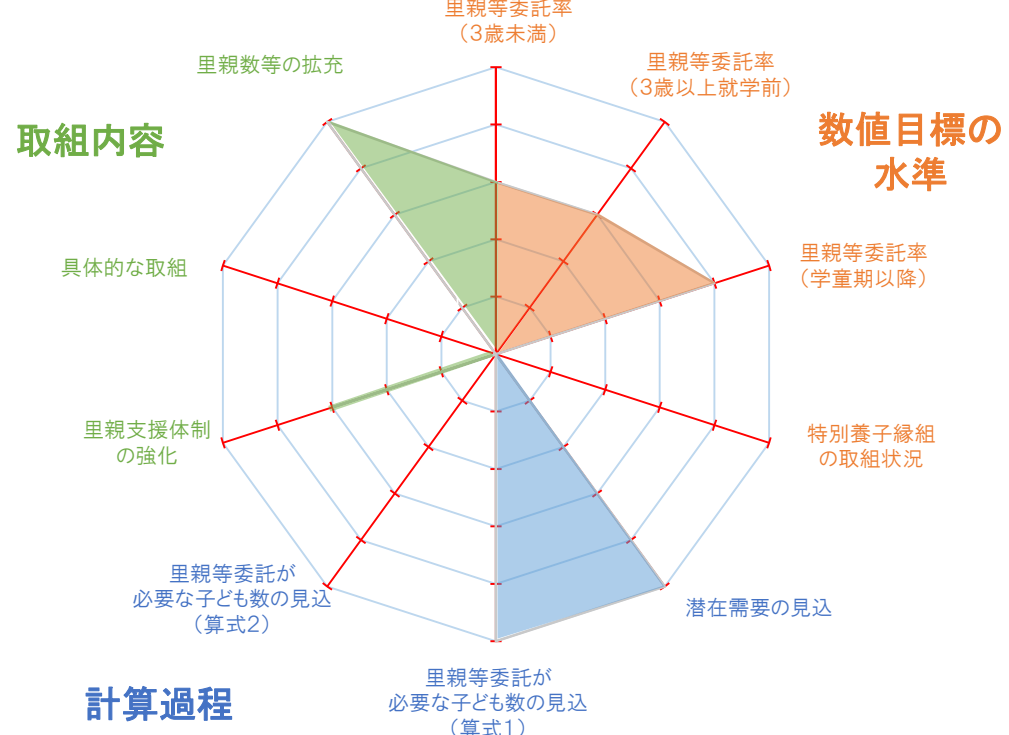 里親等委託率
（3歳未満）
里親数等の拡充
里親等委託率
（3歳以上就学前）
取組内容
数値目標の
水準
具体的な取組
里親等委託率
（学童期以降）
里親支援体制
の強化
特別養子縁組
の取組状況
里親等委託が
必要な子ども数の見込
（算式2）
潜在需要の見込
里親等委託が
必要な子ども数の見込
（算式1）
計算過程